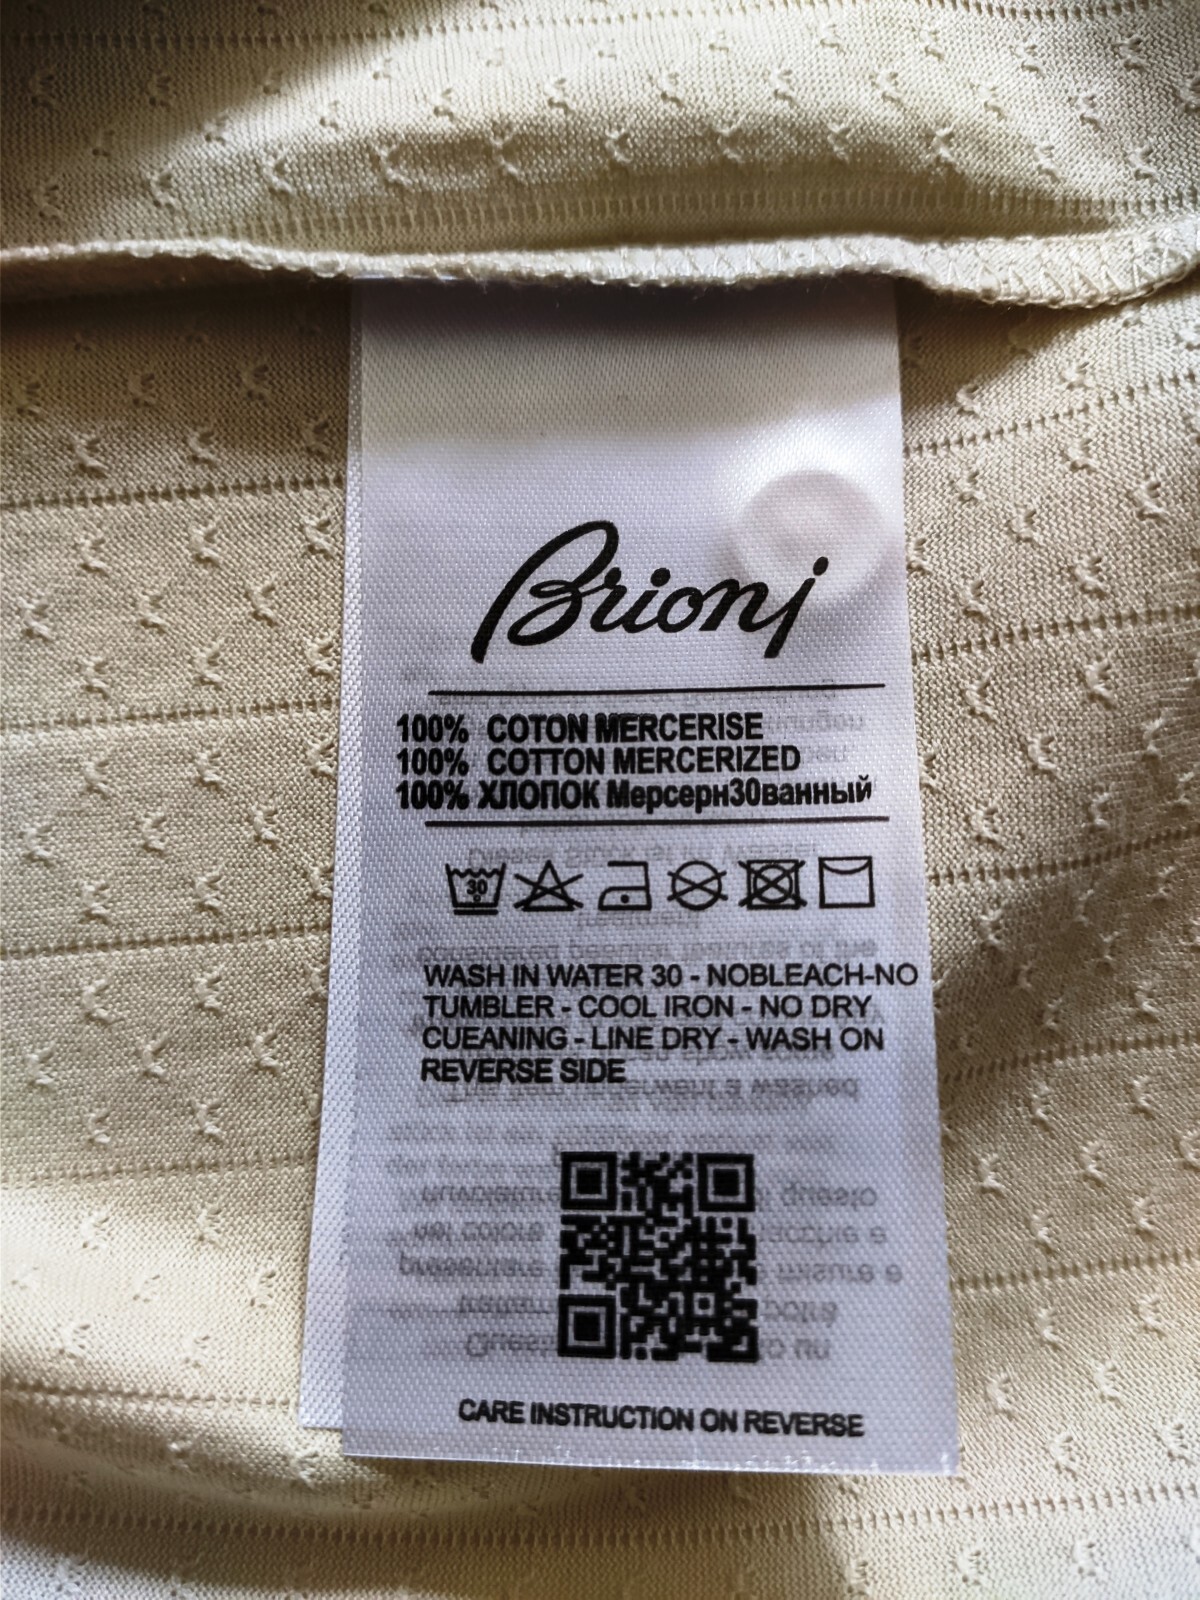 Brioni
100% COTON MERCERISE
100% COTTON MERCERIZED
100% ХЛОПОК Мерсерн30ванный
30
WASH IN WATER 30 - NOBLEACH-NO
TUMBLER - COOL IRON - NO DRY
CUEANING - LINE DRY - WASH ON
REVERSE SIDE
CARE INSTRUCTION ON REVERSE